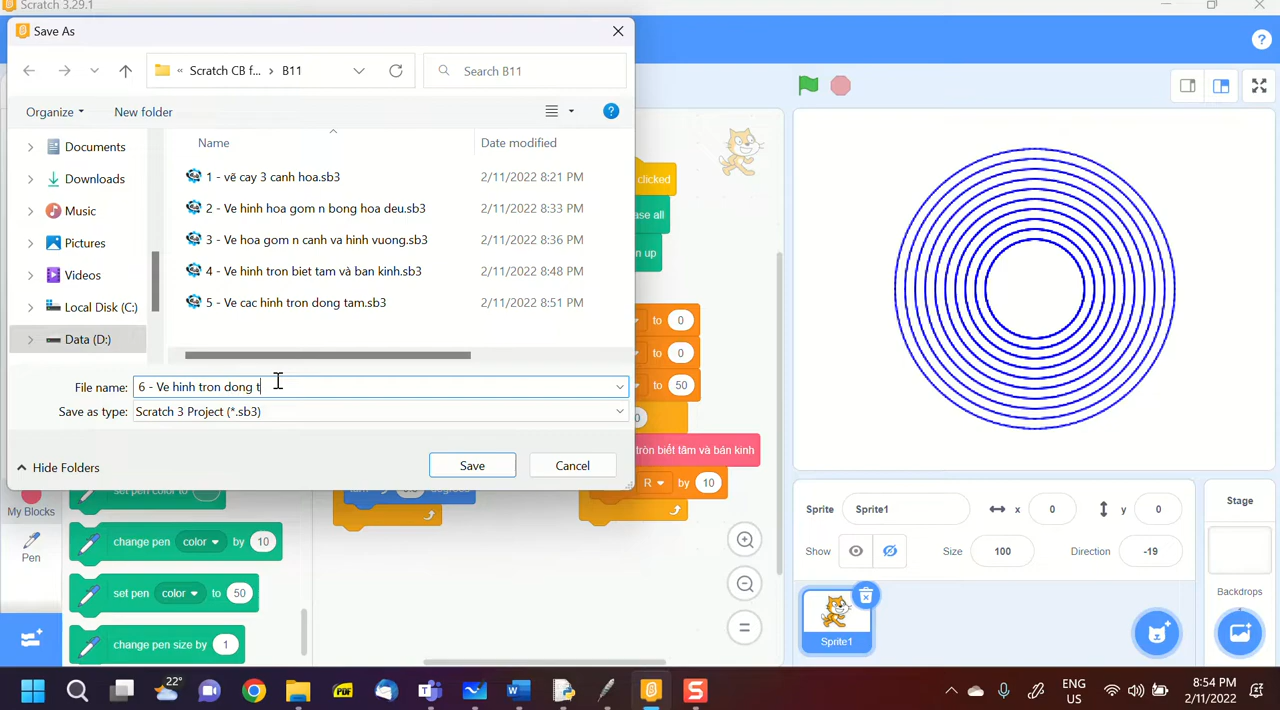 Scratch 3.29.1
Save As
« Scratch CB f... › B11
Search B11
Organize
New folder
Name
Date modified
Documents
Downloads
Music
Pictures
Videos
Local Disk (C:)
Data (D:)
1 - vẽ cay 3 canh hoa.sb3
2/11/2022 8:21 PM
2 - Ve hinh hoa gom n bong hoa deu.sb3
2/11/2022 8:33 PM
3 - Ve hoa gom n canh va hinh vuong.sb3
2/11/2022 8:36 PM
4 - Ve hinh tron biet tam và ban kinh.sb3
2/11/2022 8:48 PM
5 - Ve cac hinh tron dong tam.sb3
2/11/2022 8:51 PM
File name: 6 - Ve hinh tron dong t
Save as type: Scratch 3 Project (*.sb3)
Hide Folders
Save
Cancel
clicked
ase all
n up
to 0
to 0
to 50
0
tròn biết tâm và bán kinh
R by 10
degrees
My Blocks
Pen
set pen color to
change pen color by 10
set pen color to 50
change pen size by 1
Sprite Sprite1 x 0 y 0
Show Size 100 Direction -19
Sprite1
Stage
Backdrops
22°
PDF
ENG
US
8:54 PM
2/11/2022